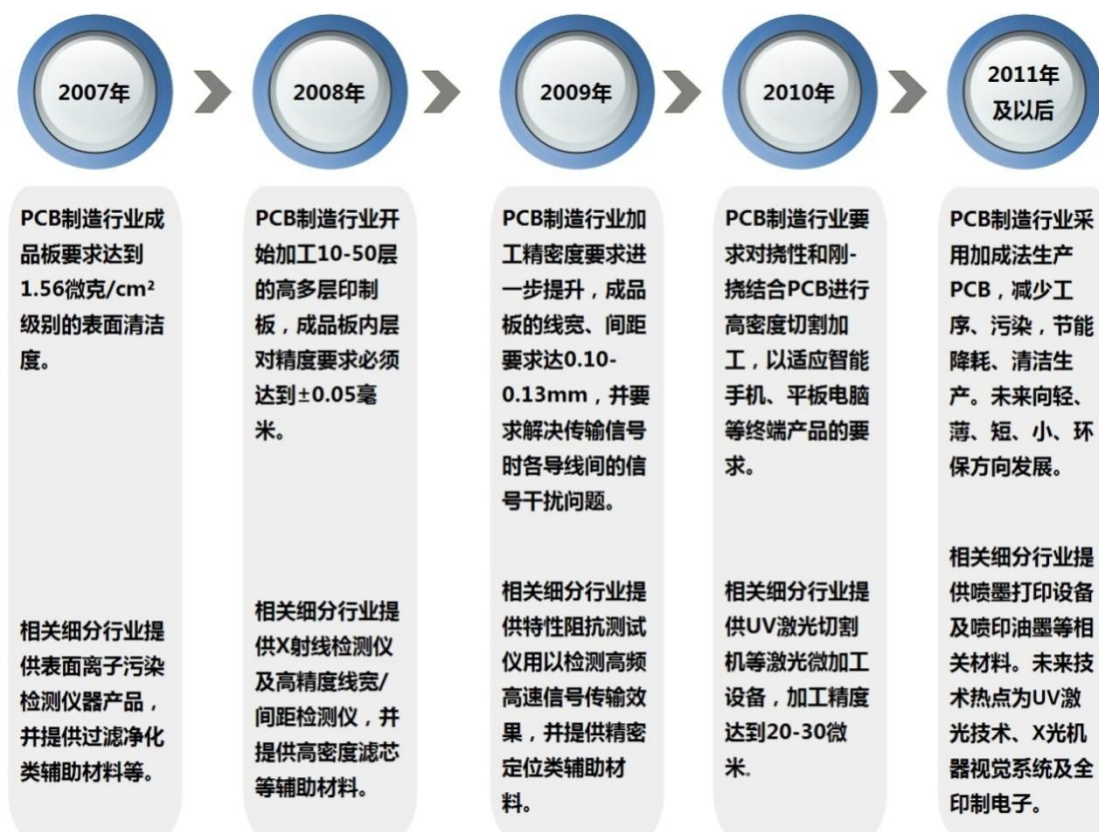 2007年
2008年
2009年
2010年
2011年
及以后
PCB制造行业成
品板要求达到
1.56微克/cm²
级别的表面清洁
度。
相关细分行业提
供表面离子污染
检测仪器产品，
并提供过滤净化
类辅助材料等。
PCB制造行业开
始加工10-50层
的高多层印制
板，成品板内层
对精度要求必须
达到±0.05毫
米。
相关细分行业提
供X射线检测仪
及高精度线宽/
间距检测仪，并
提供高密度滤芯
等辅助材料。
PCB制造行业加
工精密度要求进
一步提升，成品
板的线宽、间距
要求达0.10-
0.13mm，并要
求解决传输信号
时各导线间的信
号干扰问题。
相关细分行业提
供特性阻抗测试
仪用以检测高频
高速信号传输效
果，并提供精密
定位类辅助材
料。
PCB制造行业要
求对挠性和刚-
挠结合PCB进行
高密度切割加
工，以适应智能
手机、平板电脑
等终端产品的要
求。
相关细分行业提
供UV激光切割
机等激光微加工
设备，加工精度
达到20-30微
米.
PCB制造行业采
用加成法生产
PCB，减少工
序、污染，节能
降耗、清洁生
产。未来向轻、
薄、短、小、环
保方向发展。
相关细分行业提
供喷墨打印设备
及喷印油墨等相
关材料。未来技
术热点为UV激
光技术、X光机
器视觉系统及全
印制电子。